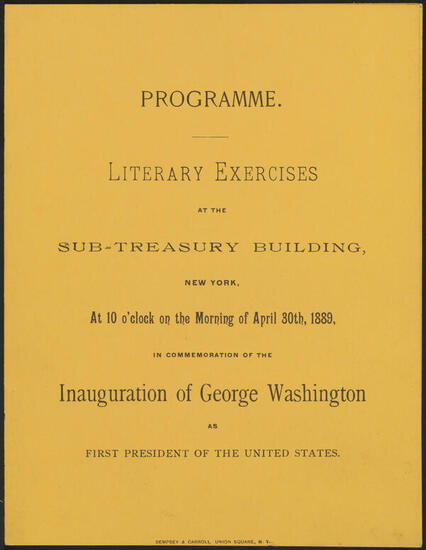 PROGRAMME.
LITERARY EXERCISES
AT THE
SUB-TREASURY BUILDING,
NEW YORK,
At 10 o'clock on the Morning of April 30th, 1889,
IN COMMEMORATION OF THE
Inauguration of George Washington
AS
FIRST PRESIDENT OF THE UNITED STATES.
DEMPSEY & CARROLL, UNION SQUARE, N. Y.